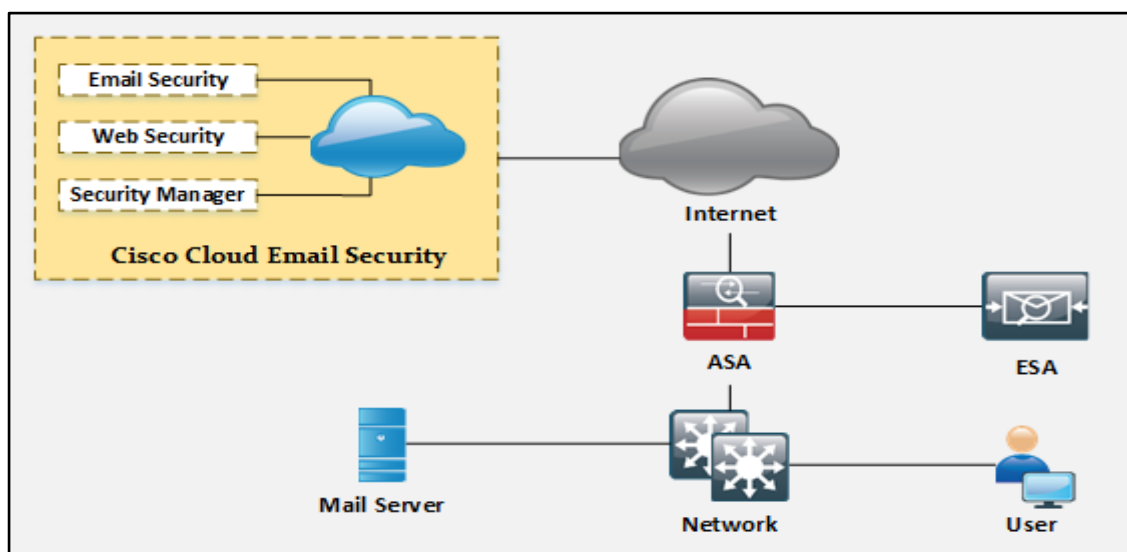 Email Security
Web Security
Security Manager
Cisco Cloud Email Security
Internet
ASA
ESA
Mail Server
Network
User